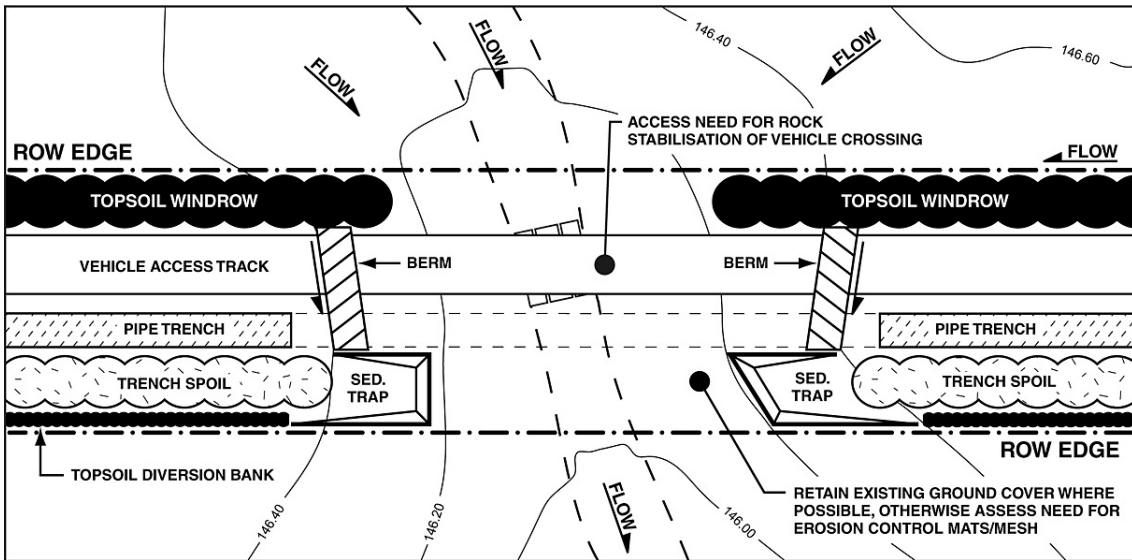 FLOW
FLOW
FLOW
146.40
146.60
ACCESS NEED FOR ROCK
STABILISATION OF VEHICLE CROSSING
ROW EDGE
FLOW
TOPSOIL WINDROW
TOPSOIL WINDROW
VEHICLE ACCESS TRACK
BERM
BERM
PIPE TRENCH
PIPE TRENCH
TRENCH SPOIL
SED.
TRAP
SED.
TRAP
TRENCH SPOIL
ROW EDGE
TOPSOIL DIVERSION BANK
146.40
146.20
FLOW
146.00
RETAIN EXISTING GROUND COVER WHERE
POSSIBLE, OTHERWISE ASSESS NEED FOR
EROSION CONTROL MATS/MESH